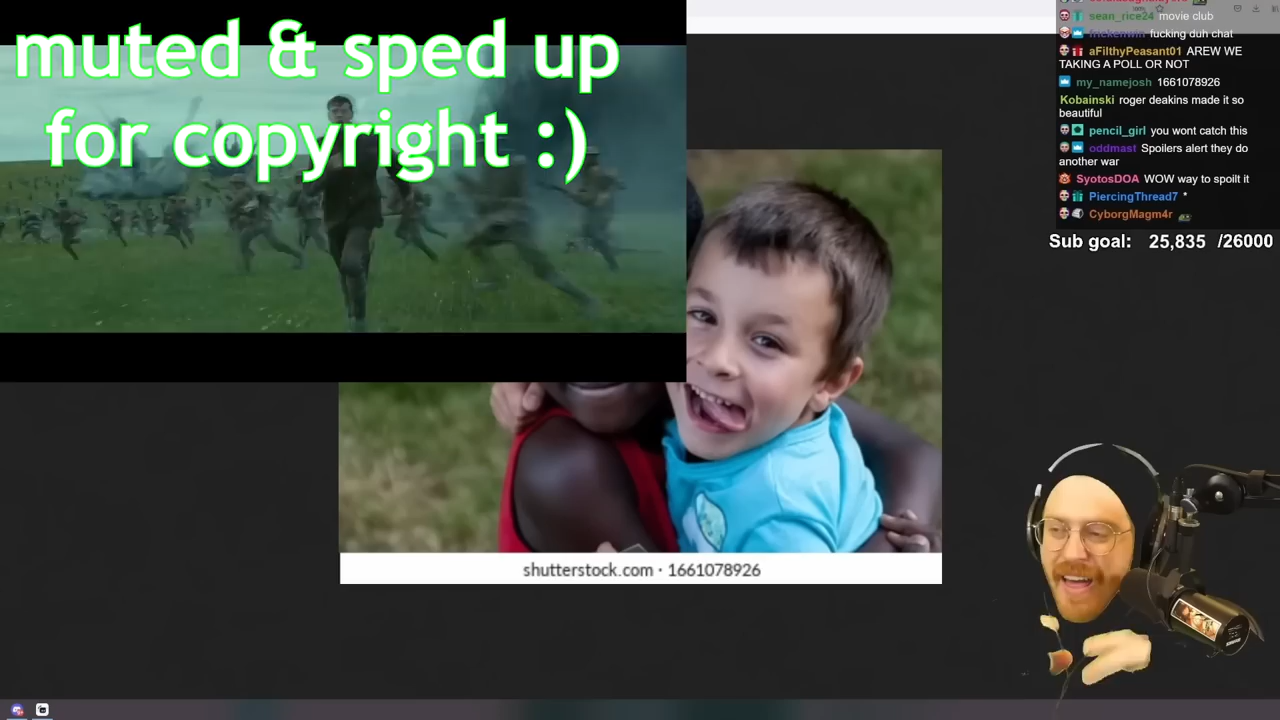 muted & sped up
for copyright :)
sean_rice24 movie club
fucking duh chat
aFilthyPeasant01 AREW WE
TAKING A POLL OR NOT
my_namejosh 1661078926
Kobainski roger deakins made it so
beautiful
pencil_girl you wont catch this
oddmast Spoilers alert they do
another war
SyotosDOA WOW way to spoilt it
PiercingThread7 *
CyborgMagm4r
Sub goal: 25,835 /26000
shutterstock.com · 1661078926